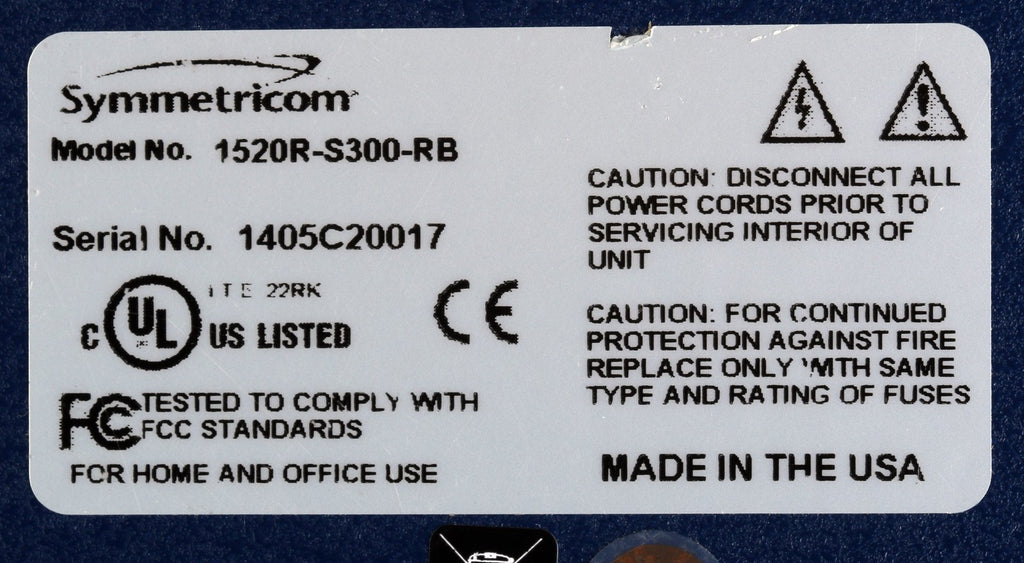 Symmetricom
Model No. 1520R-S300-RB
Serial No. 1405C20017
I.T.E 22RK
C UL US LISTED
FC TESTED TO COMPLY WITH
FCC STANDARDS
FOR HOME AND OFFICE USE
CAUTION: DISCONNECT ALL
POWER CORDS PRIOR TO
SERVICING INTERIOR OF
UNIT
CAUTION: FOR CONTINUED
PROTECTION AGAINST FIRE
REPLACE ONLY WITH SAME
TYPE AND RATING OF FUSES
MADE IN THE USA
CE